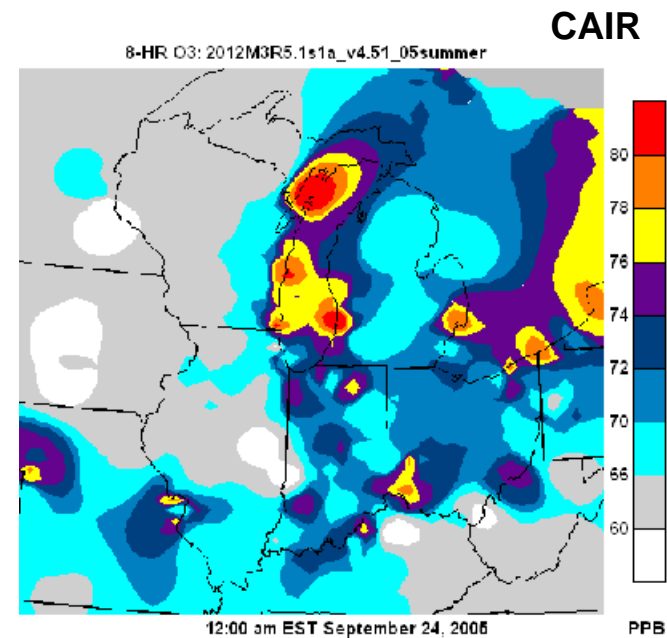 CAIR
8-HR O3: 2012M3R5.1s1a_v4.51_05summer
80
78
76
74
72
70
66
60
12:00 am EST September 24, 2005
PPB